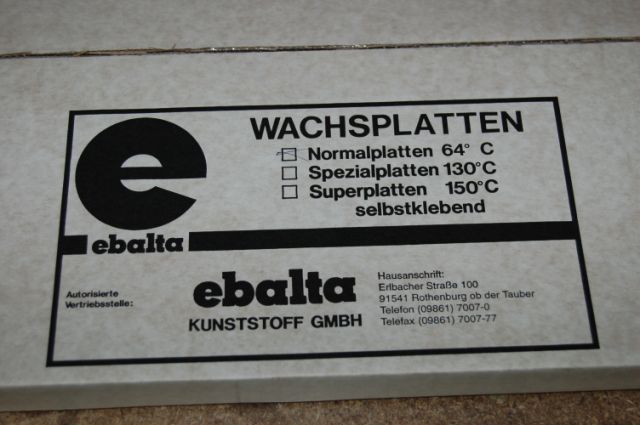 e
WACHSPLATTEN
Normalplatten 64° C
Spezialplatten 130°C
Superplatten 150°C
selbstklebend
ebalta
Autorisierte
Vertriebsstelle:
ebalta
KUNSTSTOFF GMBH
Hausanschrift:
Erlbacher Straße 100
91541 Rothenburg ob der Tauber
Telefon (09861) 7007-0
Telefax (09861) 7007-77